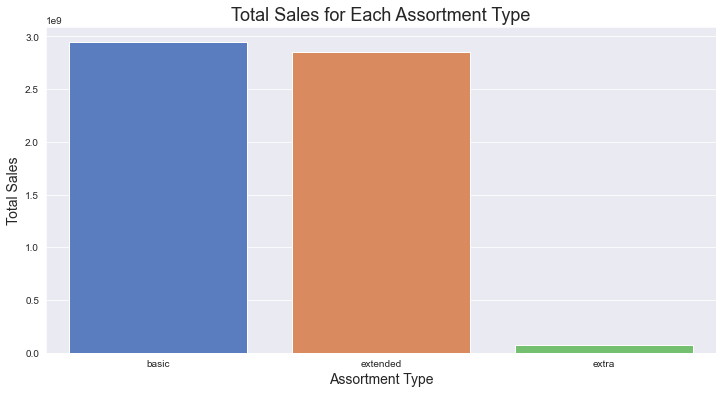 Total Sales for Each Assortment Type
1e9
3.0
2.5
2.0
1.5
1.0
0.5
0.0
Total Sales
basic extended extra
Assortment Type